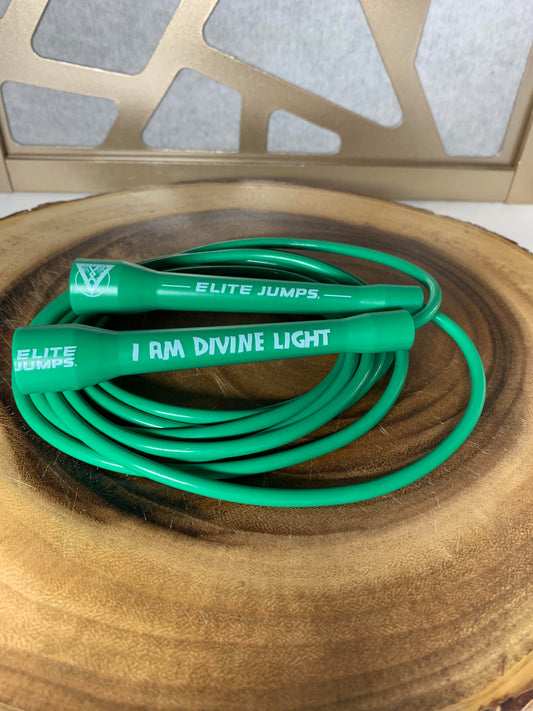 ELITE JUMPS.
I AM DIVINE LIGHT
ELITE
JUMPS.